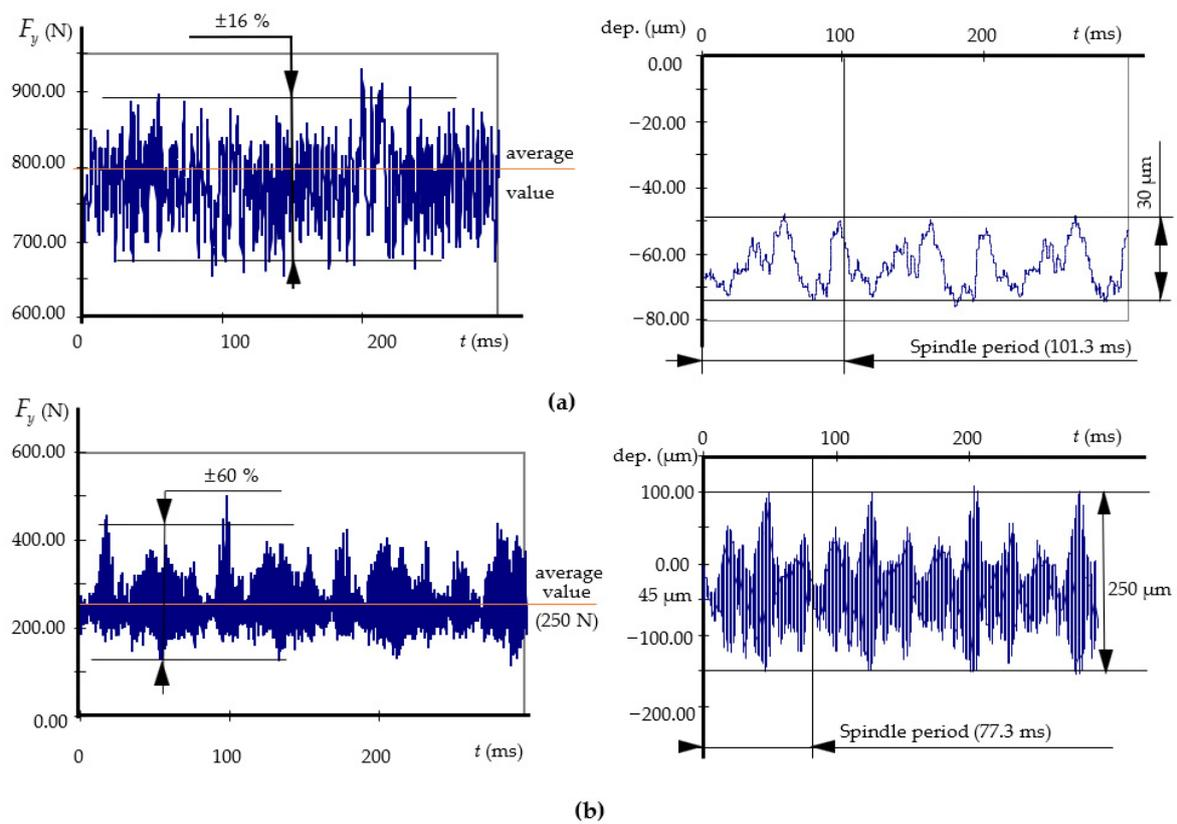 F_y (N)
±16 %
900.00
800.00
700.00
600.00
average
value
0
100
200
t (ms)
dep. (μm)
0
100
200
t (ms)
0.00
−20.00
−40.00
−60.00
−80.00
30 μm
Spindle period (101.3 ms)
(a)
F_y (N)
600.00
±60 %
400.00
200.00
0.00
average
value
(250 N)
0
100
200
t (ms)
0
100
200
t (ms)
dep. (μm)
100.00
0.00
45 μm
−100.00
−200.00
250 μm
Spindle period (77.3 ms)
(b)